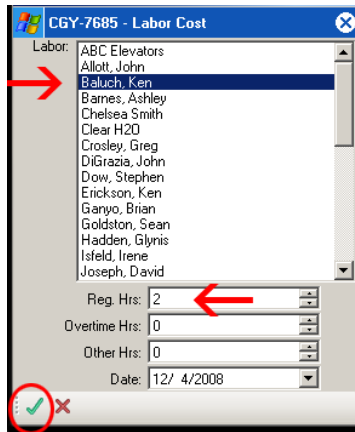 CGY-7685 - Labor Cost
Labor:
ABC Elevators
Allott, John
Baluch, Ken
Barnes, Ashley
Chelsea Smith
Clear H2O
Crosley, Greg
DiGrazia, John
Dow, Stephen
Erickson, Ken
Ganyo, Brian
Goldston, Sean
Hadden, Glynis
Isfeld, Irene
Joseph, David
Reg. Hrs: 2
Overtime Hrs: 0
Other Hrs: 0
Date: 12/ 4/2008